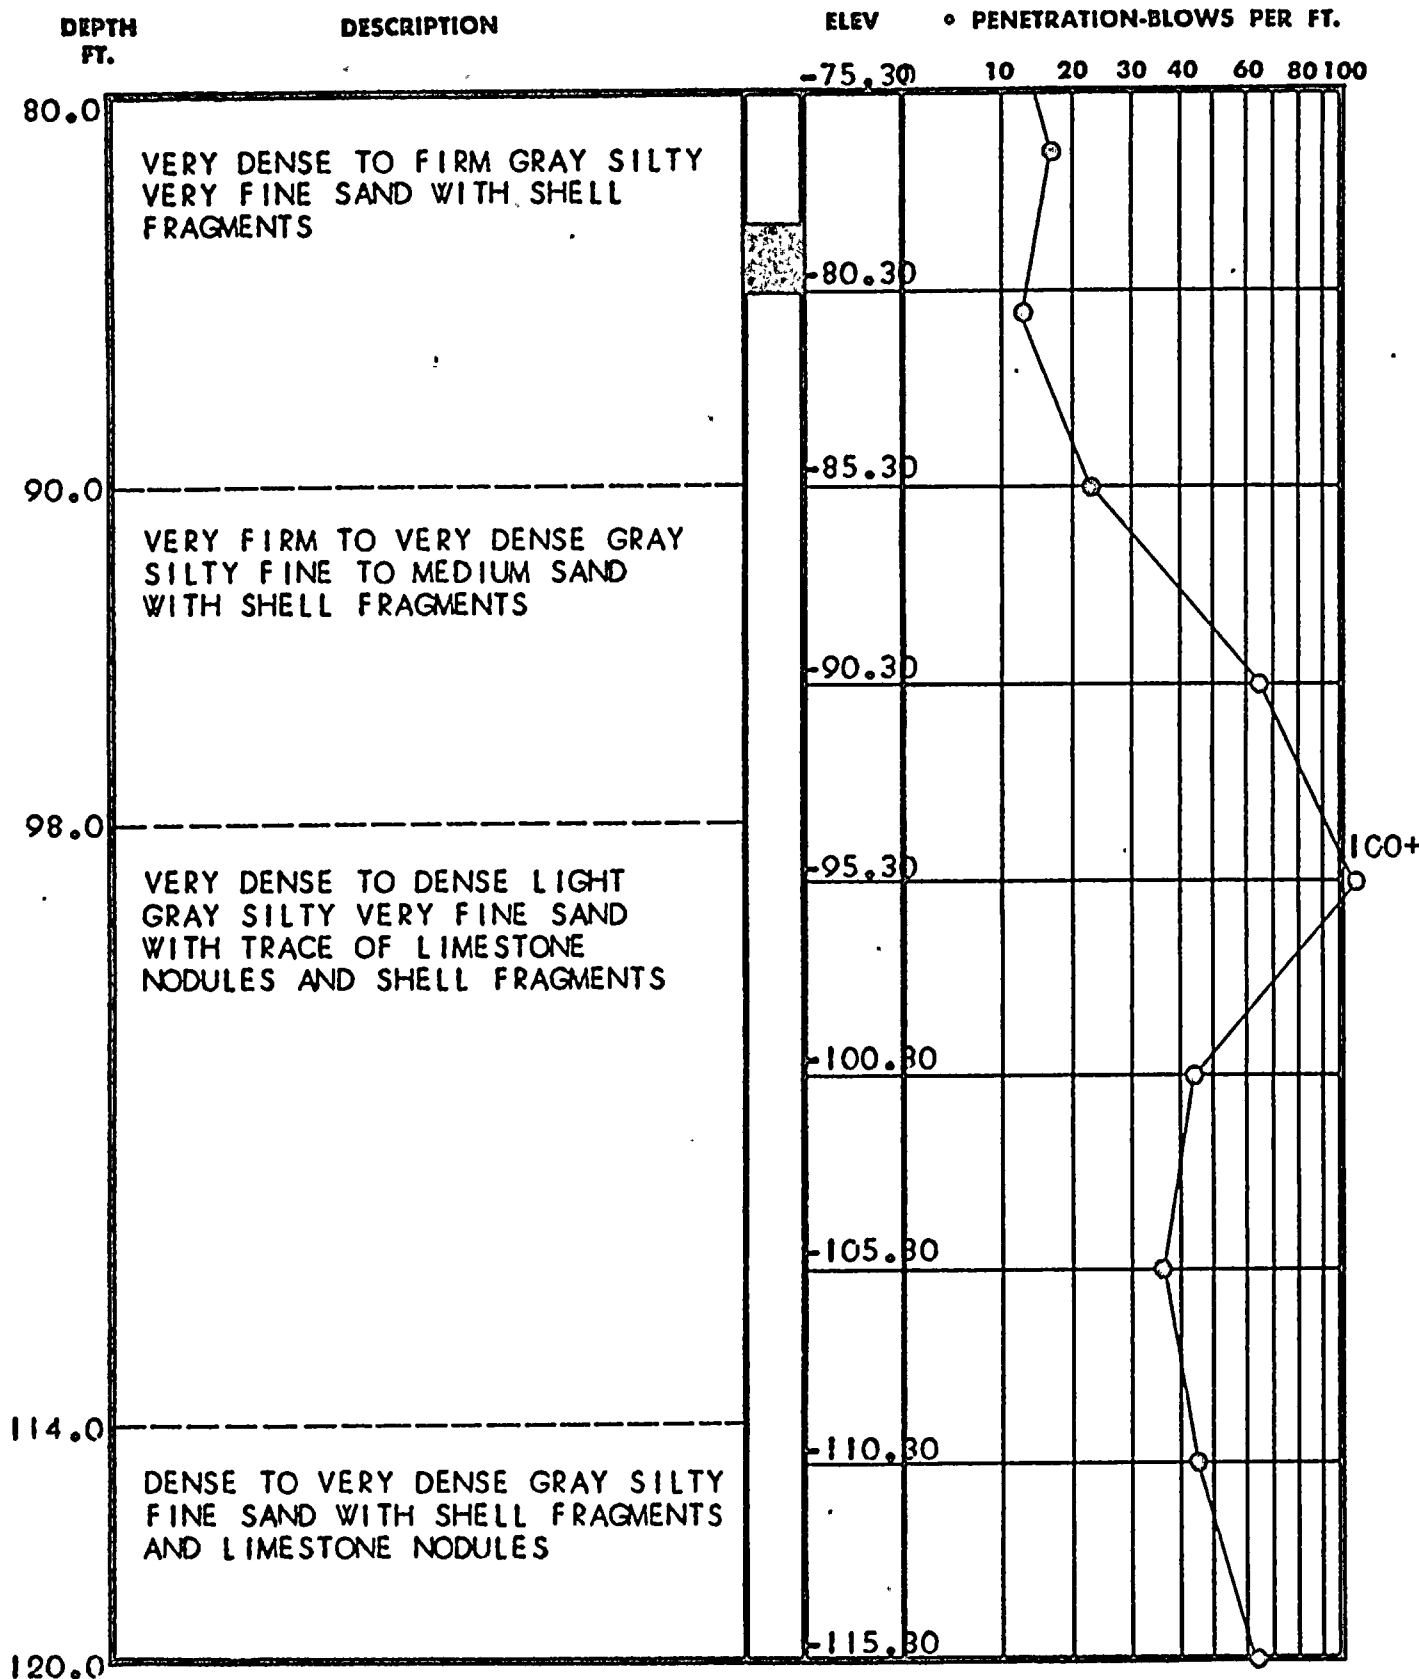 DEPTH FT. DESCRIPTION ELEV PENETRATION-BLOWS PER FT.
-75.30 0 10 20 30 40 60 80 100
80.0
VERY DENSE TO FIRM GRAY SILTY
VERY FINE SAND WITH SHELL
FRAGMENTS
-80.30
-85.30
90.0
VERY FIRM TO VERY DENSE GRAY
SILTY FINE TO MEDIUM SAND
WITH SHELL FRAGMENTS
-90.30
98.0
100+
-95.30
VERY DENSE TO DENSE LIGHT
GRAY SILTY VERY FINE SAND
WITH TRACE OF LIMESTONE
NODULES AND SHELL FRAGMENTS
-100.30
-105.30
114.0
-110.30
DENSE TO VERY DENSE GRAY SILTY
FINE SAND WITH SHELL FRAGMENTS
AND LIMESTONE NODULES
-115.30
120.0